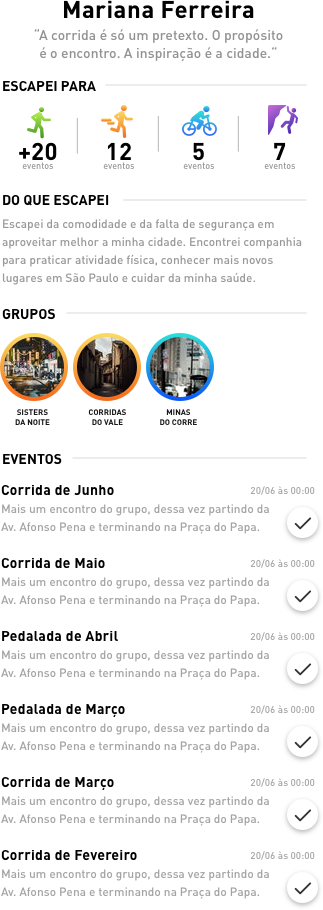 Mariana Ferreira
“A corrida é só um pretexto. O propósito
é o encontro. A inspiração é a cidade.”
ESCAPEI PARA
+20
eventos
12
eventos
5
eventos
7
eventos
DO QUE ESCAPEI
Escapei da comodidade e da falta de segurança em
aproveitar melhor a minha cidade. Encontrei companhia
para praticar atividade física, conhecer mais novos
lugares em São Paulo e cuidar da minha saúde.
GRUPOS
SISTERS
DA NOITE
CORRIDAS
DO VALE
MINAS
DO CORRE
EVENTOS
Corrida de Junho
20/06 às 00:00
Mais um encontro do grupo, dessa vez partindo da
Av. Afonso Pena e terminando na Praça do Papa.
Corrida de Maio
20/06 às 00:00
Mais um encontro do grupo, dessa vez partindo da
Av. Afonso Pena e terminando na Praça do Papa.
Pedalada de Abril
20/06 às 00:00
Mais um encontro do grupo, dessa vez partindo da
Av. Afonso Pena e terminando na Praça do Papa.
Pedalada de Março
20/06 às 00:00
Mais um encontro do grupo, dessa vez partindo da
Av. Afonso Pena e terminando na Praça do Papa.
Corrida de Março
20/06 às 00:00
Mais um encontro do grupo, dessa vez partindo da
Av. Afonso Pena e terminando na Praça do Papa.
Corrida de Fevereiro
20/06 às 00:00
Mais um encontro do grupo, dessa vez partindo da
Av. Afonso Pena e terminando na Praça do Papa.